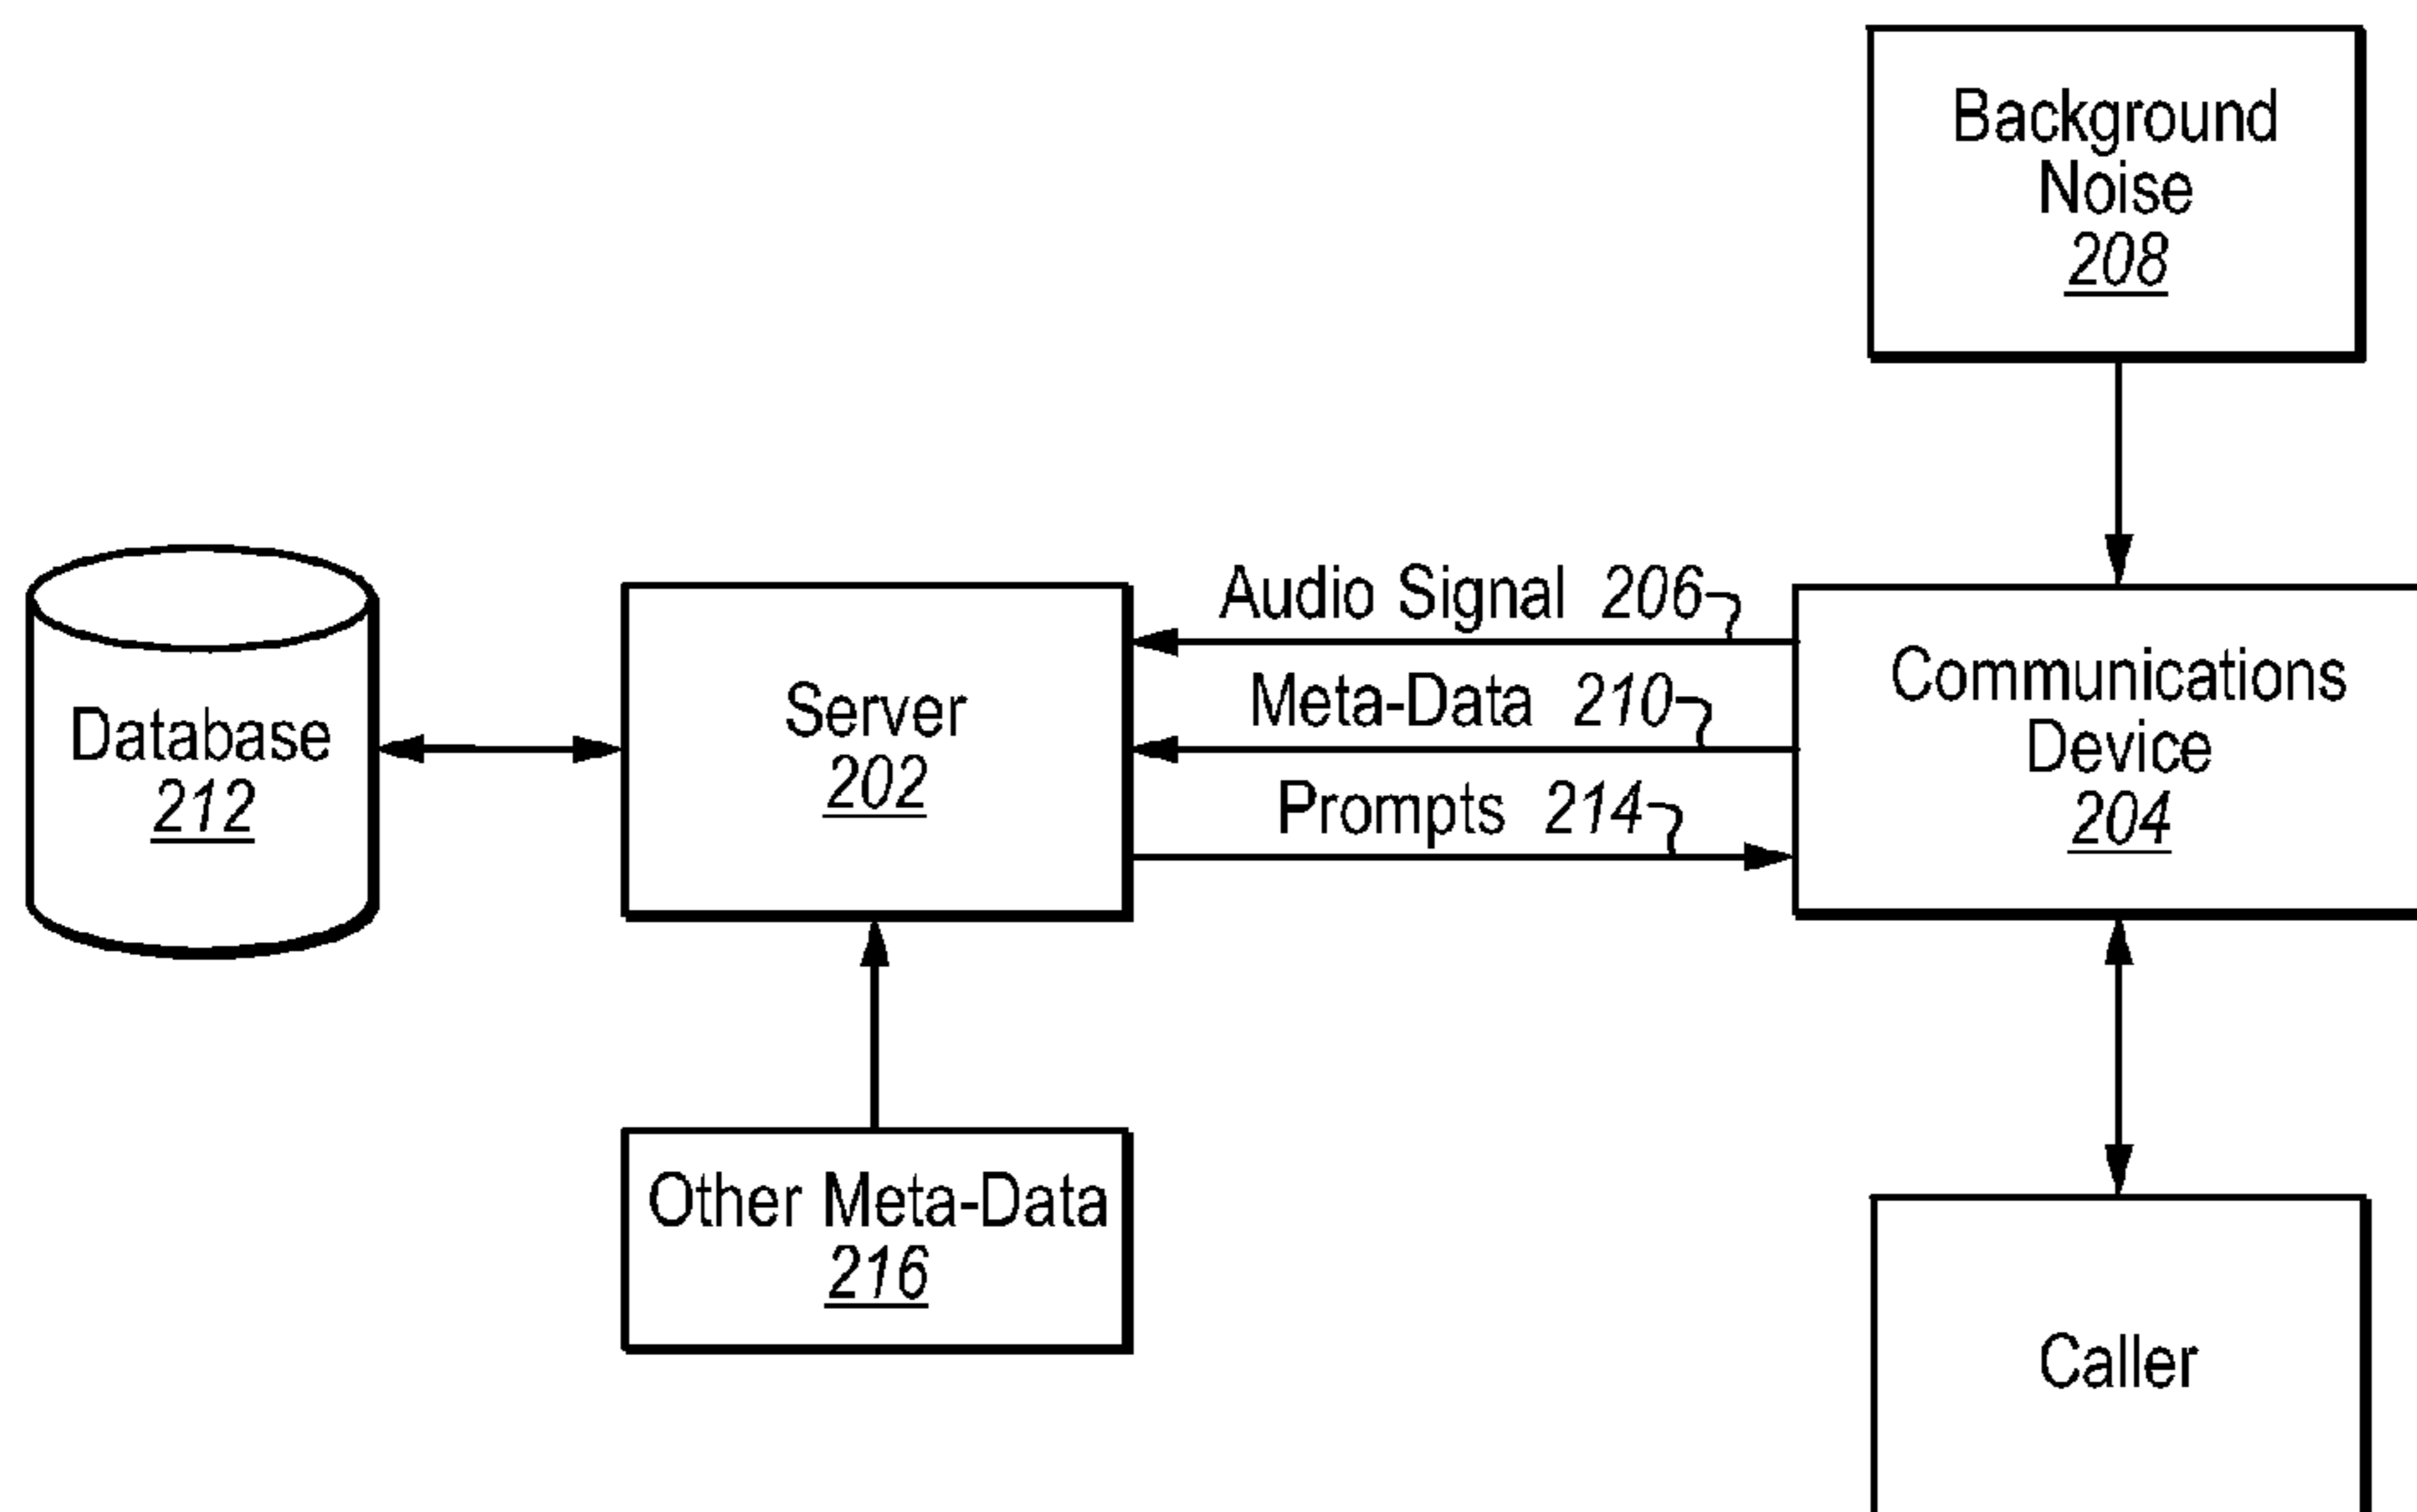 Background
Noise
208
Audio Signal 206
Meta-Data 210
Prompts 214
Communications
Device
204
Server
202
Database
212
Other Meta-Data
216
Caller